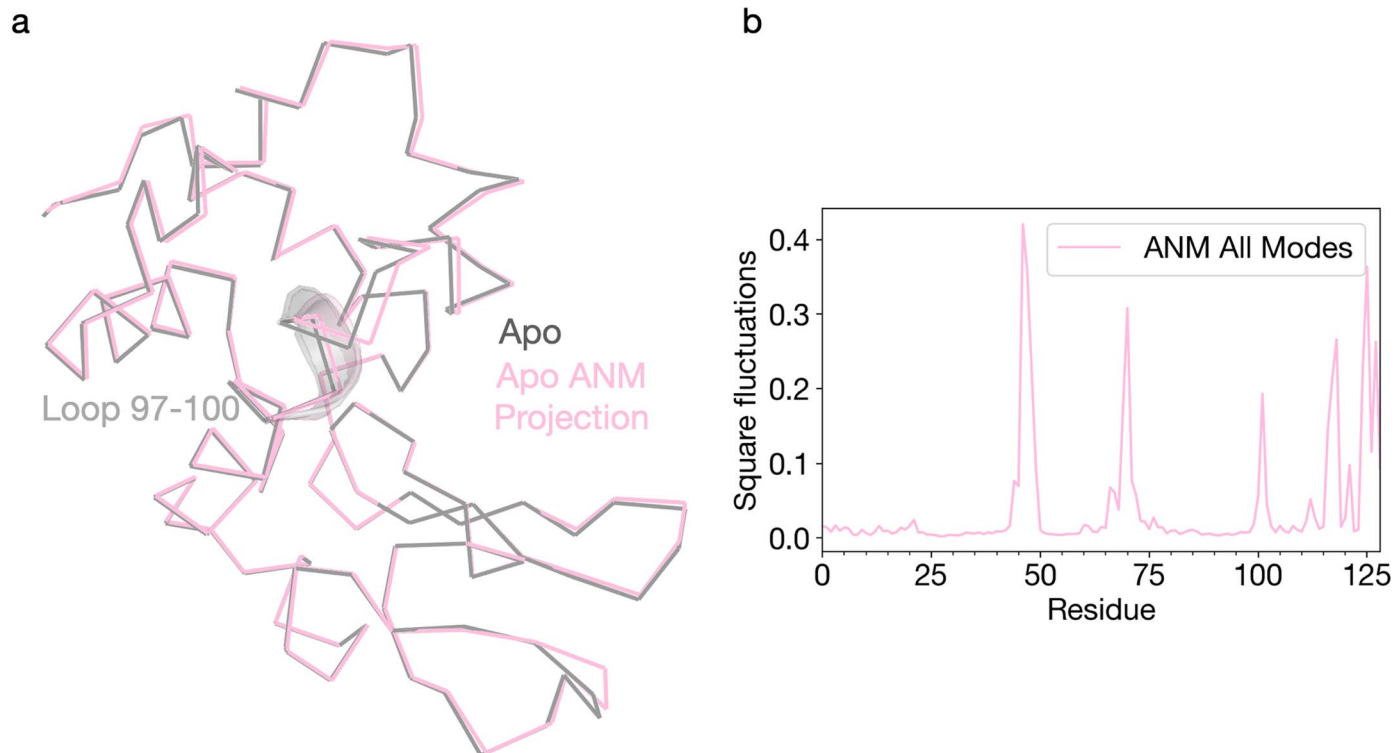 a
Apo
Apo ANM
Projection
Loop 97-100
b
ANM All Modes
Square fluctuations
0.4
0.3
0.2
0.1
0.0
0 25 50 75 100 125
Residue